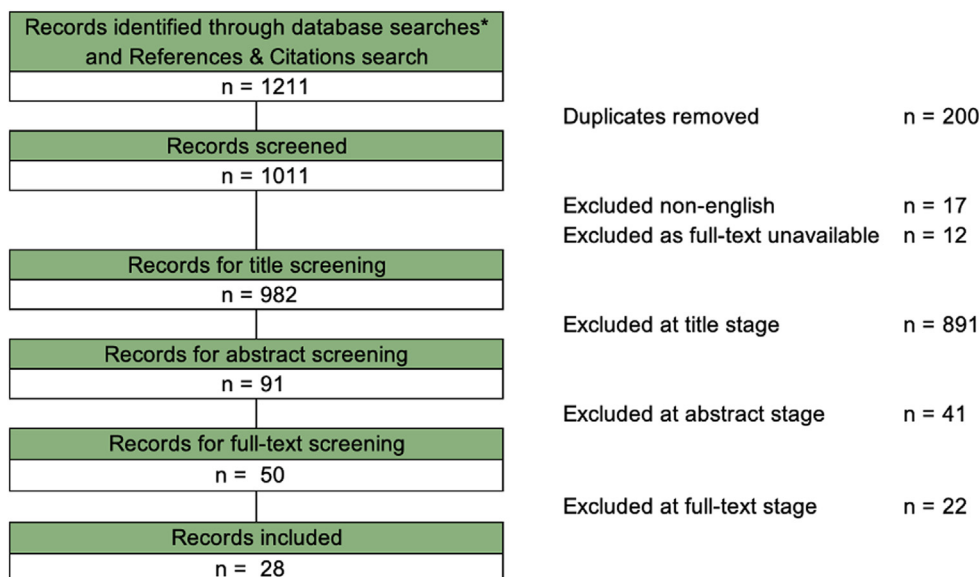 Records identified through database searches*
and References & Citations search
n = 1211
Duplicates removed n = 200
Records screened
n = 1011
Excluded non-english n = 17
Excluded as full-text unavailable n = 12
Records for title screening
n = 982
Excluded at title stage n = 891
Records for abstract screening
n = 91
Excluded at abstract stage n = 41
Records for full-text screening
n = 50
Excluded at full-text stage n = 22
Records included
n = 28